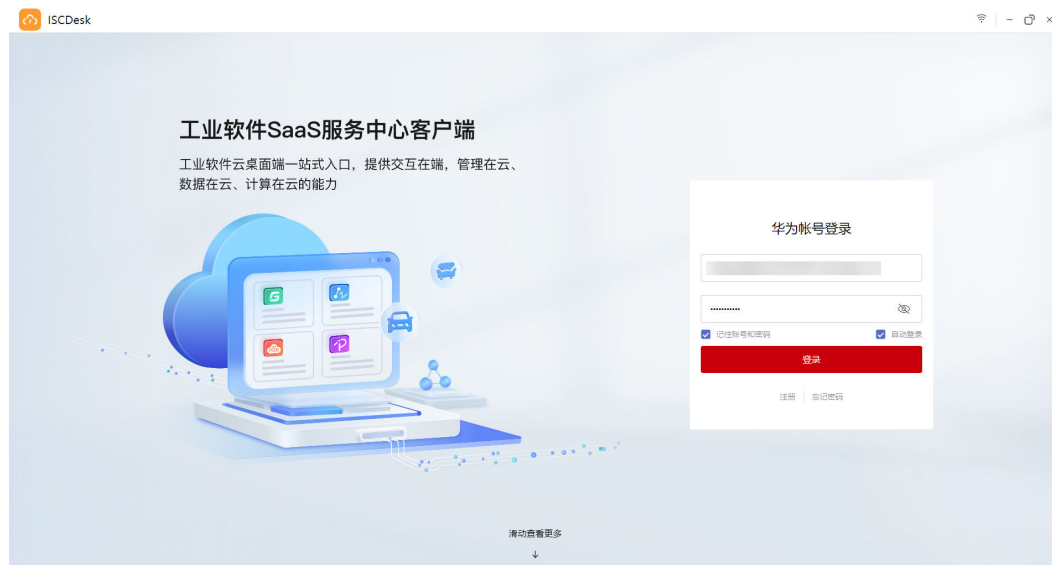 ISCDesk
工业软件SaaS服务中心客户端
工业软件云桌面端一站式入口，提供交互在端，管理在云、
数据在云、计算在云的能力
华为帐号登录
记住账号和密码 自动登录
登录
注册 忘记密码
滑动查看更多